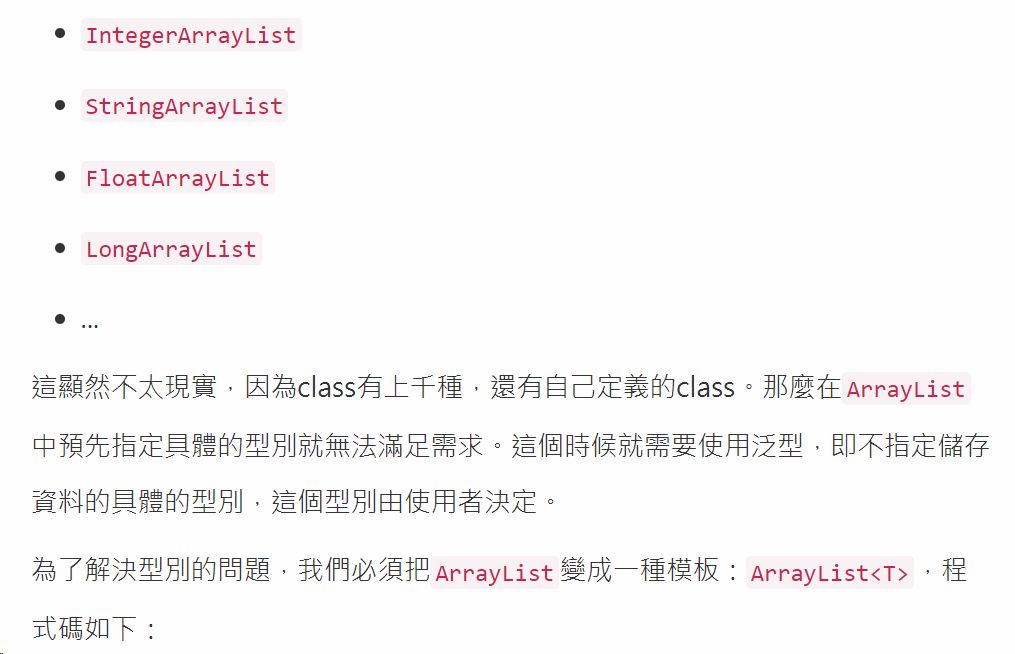 • IntegerArrayList
• StringArrayList
• FloatArrayList
• LongArrayList
• ...
這顯然不太現實，因為class有上千種，還有自己定義的class。那麼在ArrayList
中預先指定具體的型別就無法滿足需求。這個時候就需要使用泛型，即不指定儲存
資料的具體的型別，這個型別由使用者決定。
為了解決型別的問題，我們必須把ArrayList變成一種模板：ArrayList<T>，程
式碼如下：